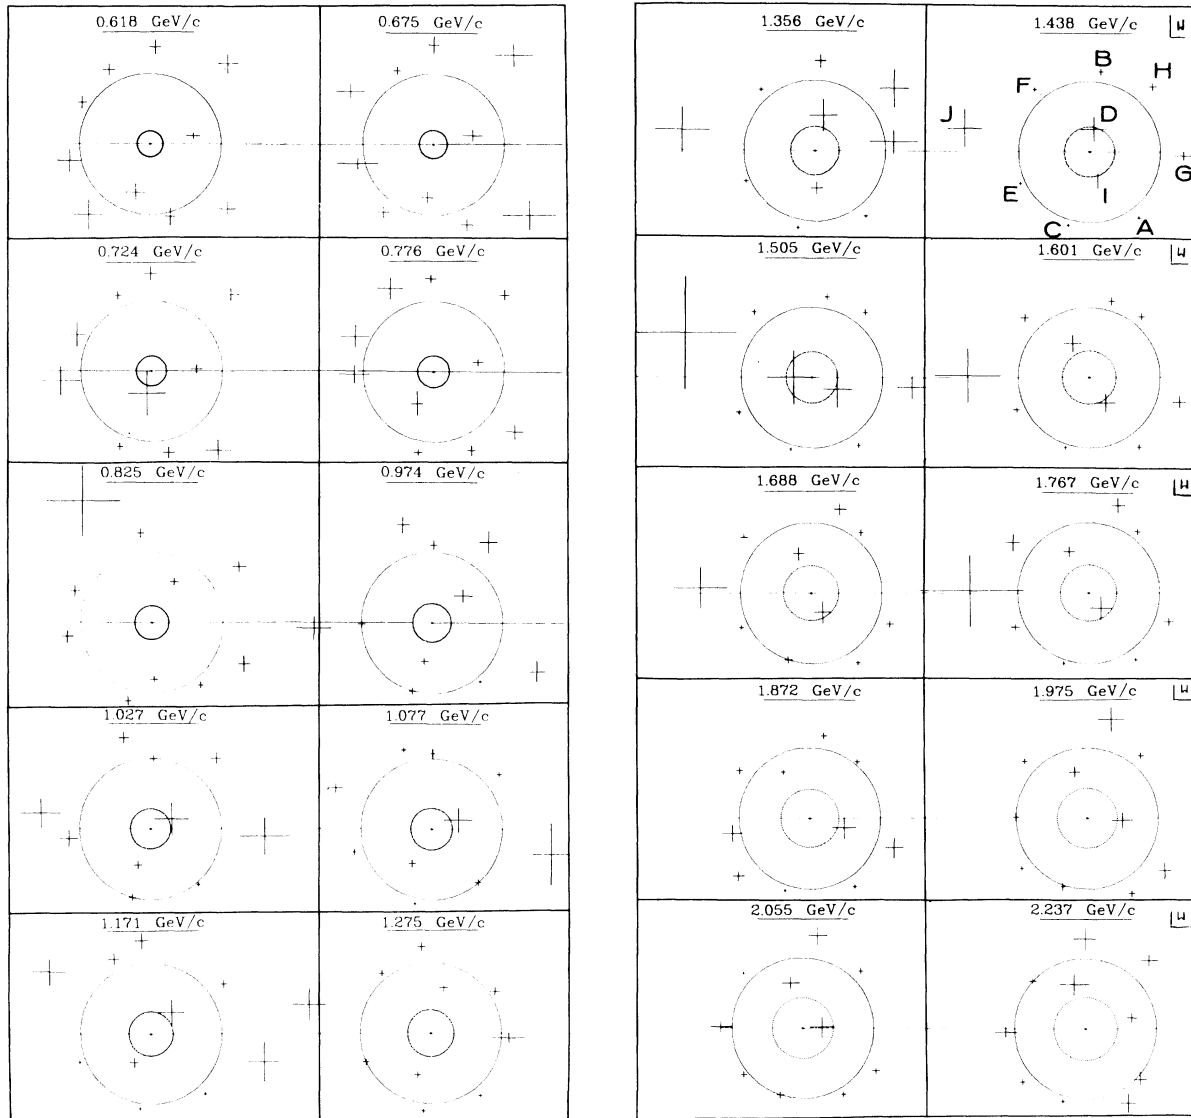 0.618 GeV/c
0.675 GeV/c
0.724 GeV/c
0.776 GeV/c
0.825 GeV/c
0.974 GeV/c
1.027 GeV/c
1.077 GeV/c
1.171 GeV/c
1.275 GeV/c
1.356 GeV/c
1.438 GeV/c
W
B
H
F
J
D
G
E
I
C
A
1.505 GeV/c
1.601 GeV/c
W
1.688 GeV/c
1.767 GeV/c
W
1.872 GeV/c
1.975 GeV/c
W
2.055 GeV/c
2.237 GeV/c
W